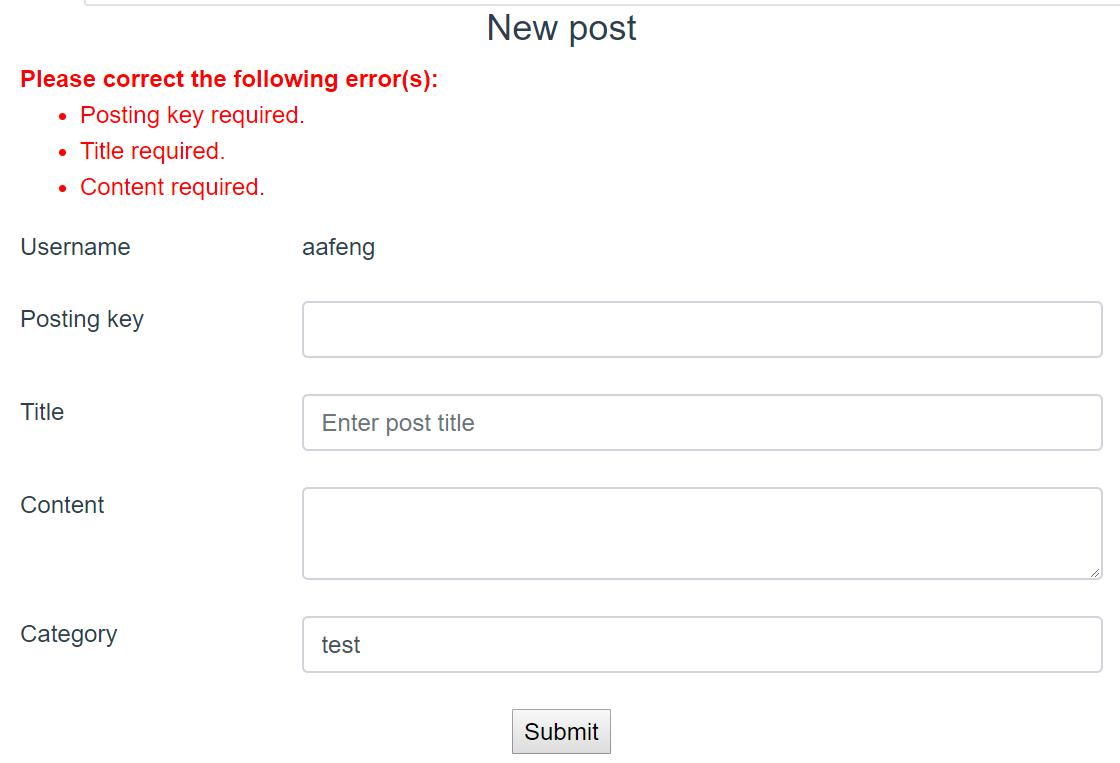 New post
Please correct the following error(s):
• Posting key required.
• Title required.
• Content required.
Username aafeng
Posting key
Title Enter post title
Content
Category test
Submit